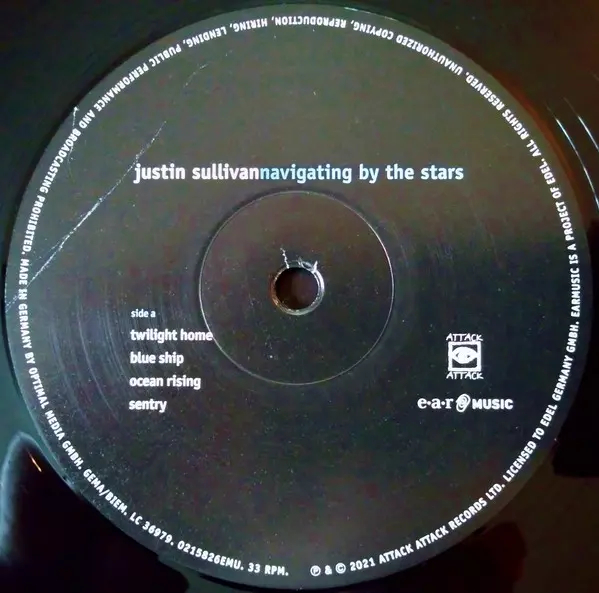 justin sullivannavigating by the stars
side a
twilight home
blue ship
ocean rising
sentry
ATTACK
ATTACK
e·a·r MUSIC
℗ & © 2021 ATTACK ATTACK RECORDS LTD. LICENSED TO EDEL GERMANY GMBH. EARMUSIC IS A PROJECT OF EDEL. ALL RIGHTS RESERVED. UNAUTHORIZED COPYING, REPRODUCTION, HIRING, LENDING, PUBLIC PERFORMANCE AND BROADCASTING PROHIBITED. MADE IN GERMANY BY OPTIMAL MEDIA GMBH. GEMA/BIEM. LC 36979. 0215826EMU. 33 RPM.